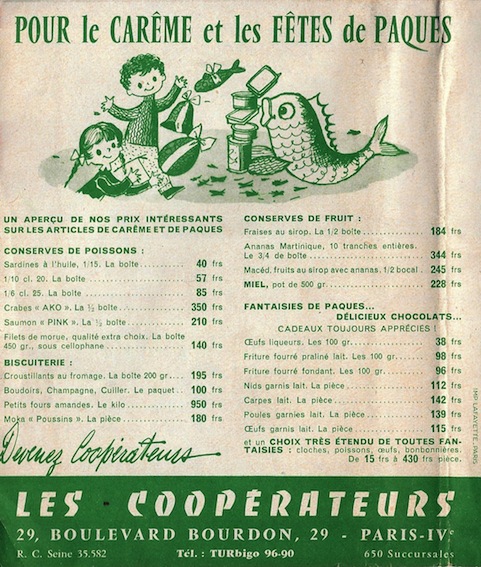 POUR le CARÊME et les FÊTES de PAQUES
UN APERÇU DE NOS PRIX INTÉRESSANTS
SUR LES ARTICLES DE CARÊME ET DE PAQUES
CONSERVES DE POISSONS :
Sardines à l'huile, 1/15. La boîte 40 frs
1/10 cl. 20. La boîte 57 frs
1/6 cl. 25. La boîte 85 frs
Crabes « AKO ». La ½ boîte 350 frs
Saumon « PINK ». La ½ boîte 210 frs
Filets de morue, qualité extra choix. La boîte
450 gr., sous cellophane 140 frs
BISCUITERIE :
Croustillants au fromage. La boîte 200 gr. 195 frs
Boudoirs, Champagne, Cuiller. Le paquet 100 frs
Petits fours amandes. Le kilo 950 frs
Moka « Poussins ». La pièce 180 frs
Devenez Coopérateurs
CONSERVES DE FRUIT :
Fraises au sirop. La 1/2 boîte 184 frs
Ananas Martinique, 10 tranches entières.
Le 3/4 de boîte 344 frs
Macéd. fruits au sirop avec ananas. 1/2 bocal 245 frs
MIEL, pot de 500 gr. 228 frs
FANTAISIES DE PAQUES...
DÉLICIEUX CHOCOLATS...
CADEAUX TOUJOURS APPRÉCIÉS !
Œufs liqueurs. Les 100 gr. 38 frs
Friture fourré praliné lait. Les 100 gr. 98 frs
Friture fourré fondant. Les 100 gr. 96 frs
Nids garnis lait. La pièce 112 frs
Carpes lait. La pièce 142 frs
Poules garnies lait. La pièce 139 frs
Œufs garnis lait. La pièce 115 frs
et un CHOIX TRÈS ÉTENDU DE TOUTES FAN-
TAISIES : cloches, poissons, œufs, bonbonnières.
De 15 frs à 430 frs pièce.
IMP. LAFAYETTE, PARIS
LES COOPÉRATEURS
29, BOULEVARD BOURDON, 29 - PARIS-IVe
R. C. Seine 35.582 Tél. : TURbigo 96-90 650 Succursales